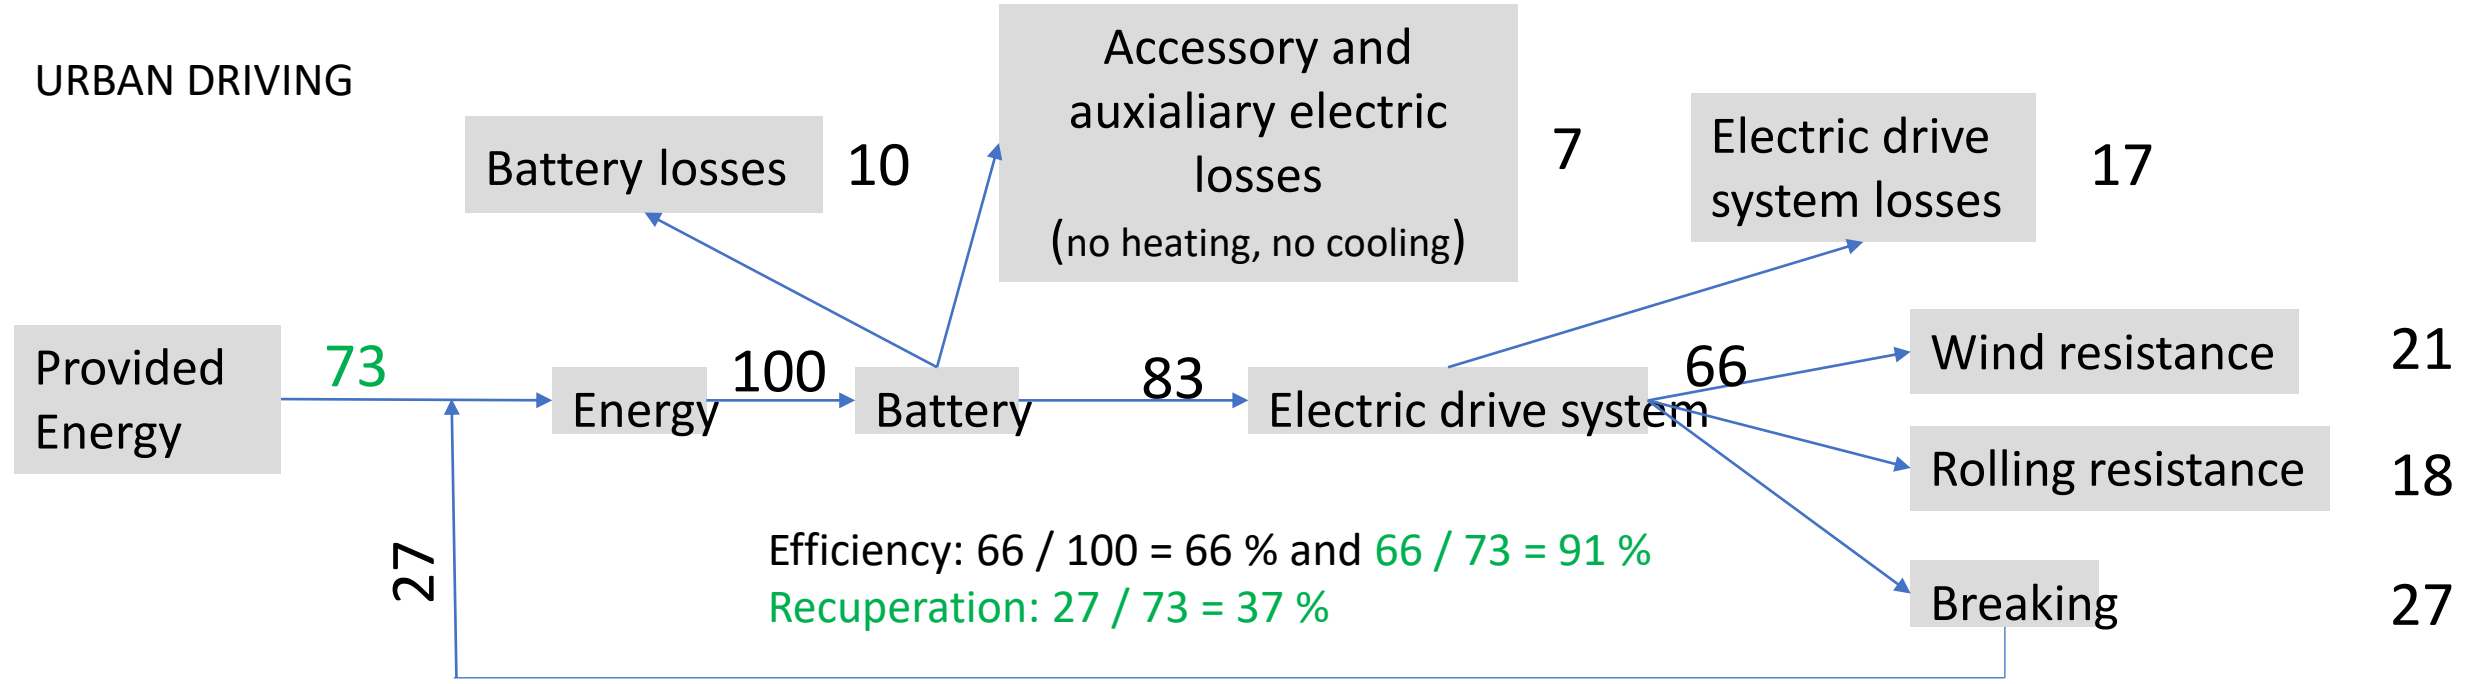 URBAN DRIVING
Battery losses
10
Accessory and
auxialiary electric
losses
(no heating, no cooling)
7
Electric drive
system losses
17
Provided
Energy
73
Energy
100
Battery
83
Electric drive system
66
Wind resistance
21
Rolling resistance
18
Breaking
27
27
Efficiency: 66 / 100 = 66 % and 66 / 73 = 91 %
Recuperation: 27 / 73 = 37 %